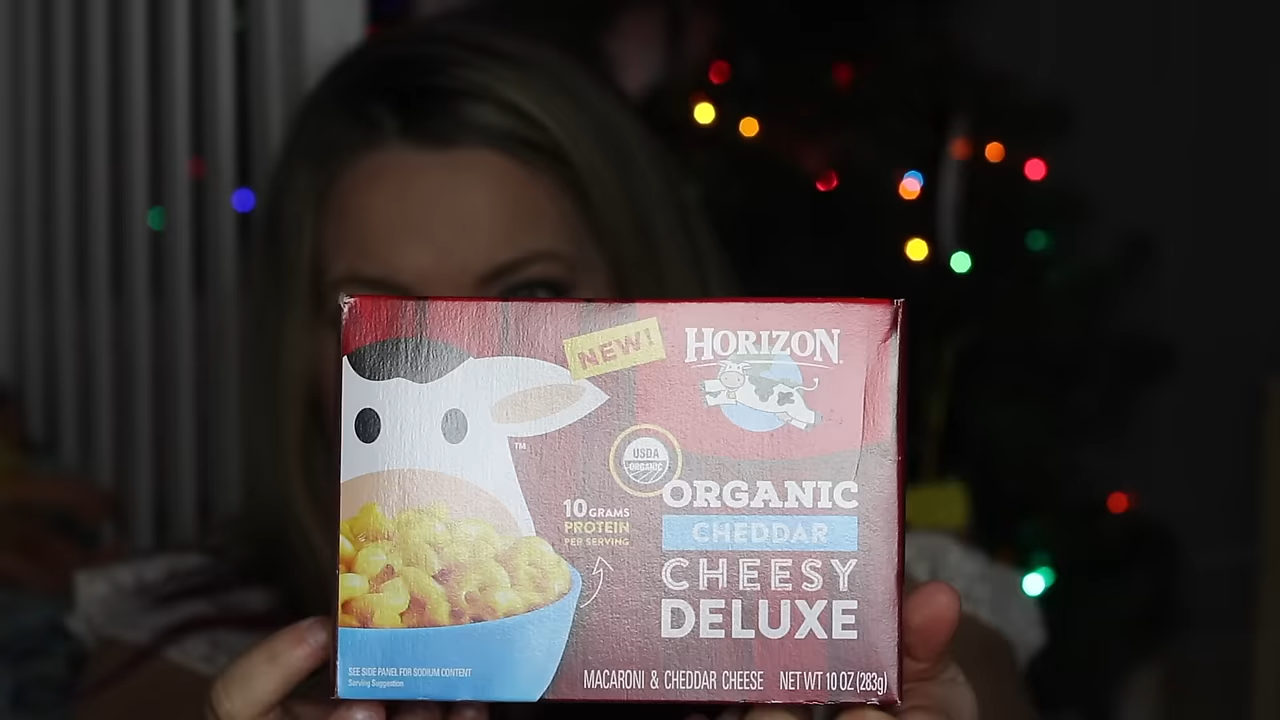 NEW!
HORIZON
™
USDA
ORGANIC
10 GRAMS
PROTEIN
PER SERVING
ORGANIC
CHEDDAR
CHEESY
DELUXE
SEE SIDE PANEL FOR SODIUM CONTENT
Serving Suggestion
MACARONI & CHEDDAR CHEESE NET WT 10 OZ (283g)